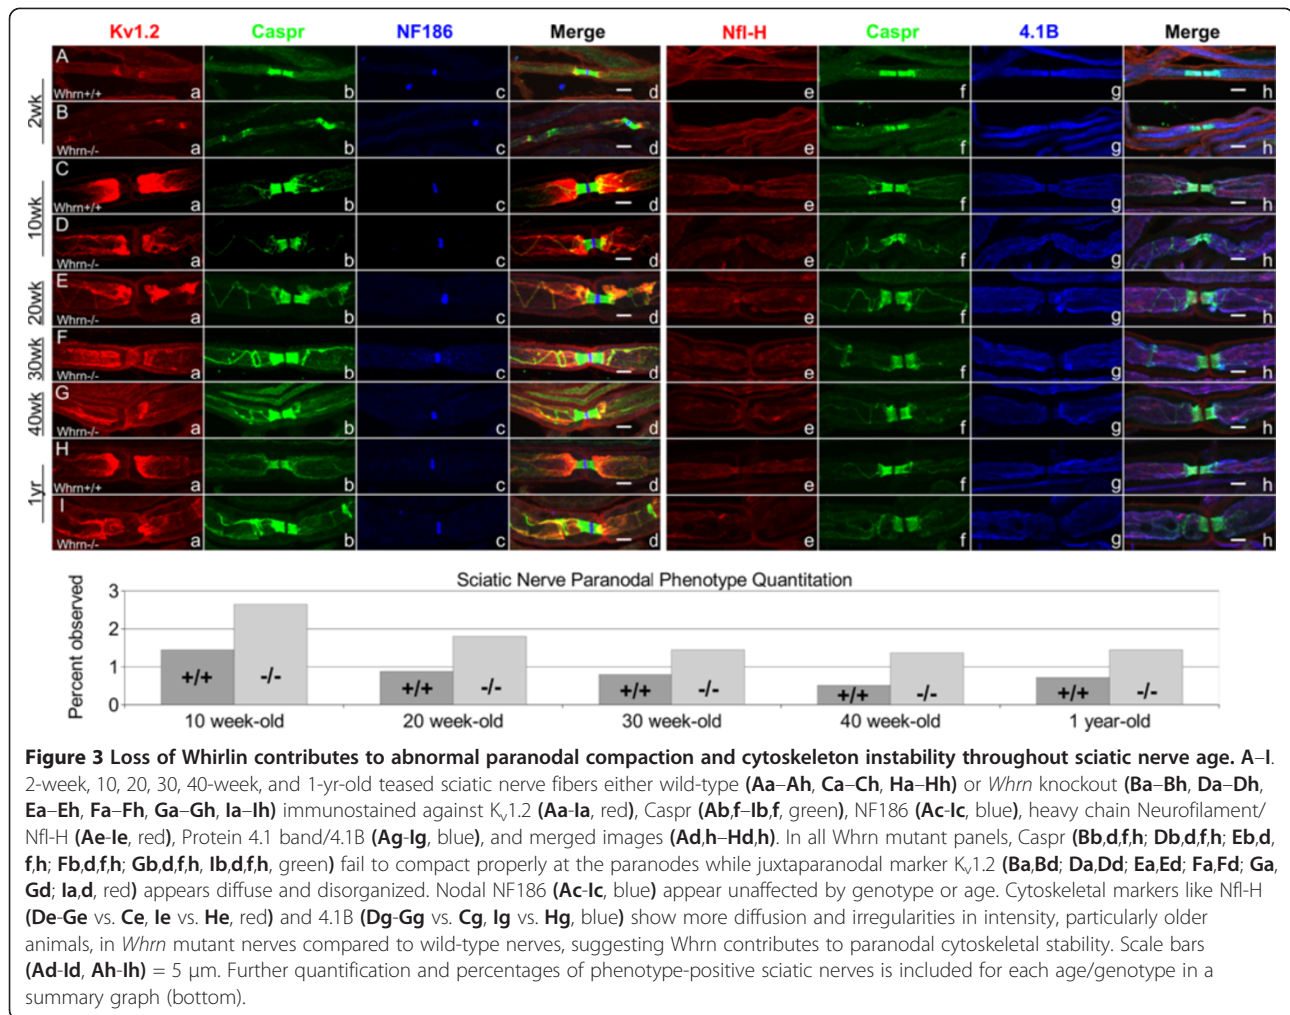 Kv1.2 Caspr NF186 Merge Nfl-H Caspr 4.1B Merge
2wk
A Whrn+/+ a b c d e f g h
B Whrn-/- a b c d e f g h
10wk
C Whrn+/+ a b c d e f g h
D Whrn-/- a b c d e f g h
20wk
E Whrn-/- a b c d e f g h
30wk
F Whrn-/- a b c d e f g h
40wk
G Whrn-/- a b c d e f g h
1yr
H Whrn+/+ a b c d e f g h
I Whrn-/- a b c d e f g h
Sciatic Nerve Paranodal Phenotype Quantitation
Percent observed
3
2
1
0
+/+ -/- +/+ -/- +/+ -/- +/+ -/- +/+ -/-
10 week-old 20 week-old 30 week-old 40 week-old 1 year-old
Figure 3 Loss of Whirlin contributes to abnormal paranodal compaction and cytoskeleton instability throughout sciatic nerve age. A–I.
2-week, 10, 20, 30, 40-week, and 1-yr-old teased sciatic nerve fibers either wild-type (Aa–Ah, Ca–Ch, Ha–Hh) or Whrn knockout (Ba–Bh, Da–Dh,
Ea–Eh, Fa–Fh, Ga–Gh, Ia–Ih) immunostained against Kv1.2 (Aa-Ia, red), Caspr (Ab,f–Ib,f, green), NF186 (Ac-Ic, blue), heavy chain Neurofilament/
Nfl-H (Ae-Ie, red), Protein 4.1 band/4.1B (Ag-Ig, blue), and merged images (Ad,h–Hd,h). In all Whrn mutant panels, Caspr (Bb,d,f,h; Db,d,f,h; Eb,d,
f,h; Fb,d,f,h; Gb,d,f,h, Ib,d,f,h, green) fail to compact properly at the paranodes while juxtaparanodal marker Kv1.2 (Ba,Bd; Da,Dd; Ea,Ed; Fa,Fd; Ga,
Gd; Ia,d, red) appears diffuse and disorganized. Nodal NF186 (Ac-Ic, blue) appear unaffected by genotype or age. Cytoskeletal markers like Nfl-H
(De-Ge vs. Ce, Ie vs. He, red) and 4.1B (Dg-Gg vs. Cg, Ig vs. Hg, blue) show more diffusion and irregularities in intensity, particularly older
animals, in Whrn mutant nerves compared to wild-type nerves, suggesting Whrn contributes to paranodal cytoskeletal stability. Scale bars
(Ad-Id, Ah-Ih) = 5 μm. Further quantification and percentages of phenotype-positive sciatic nerves is included for each age/genotype in a
summary graph (bottom).